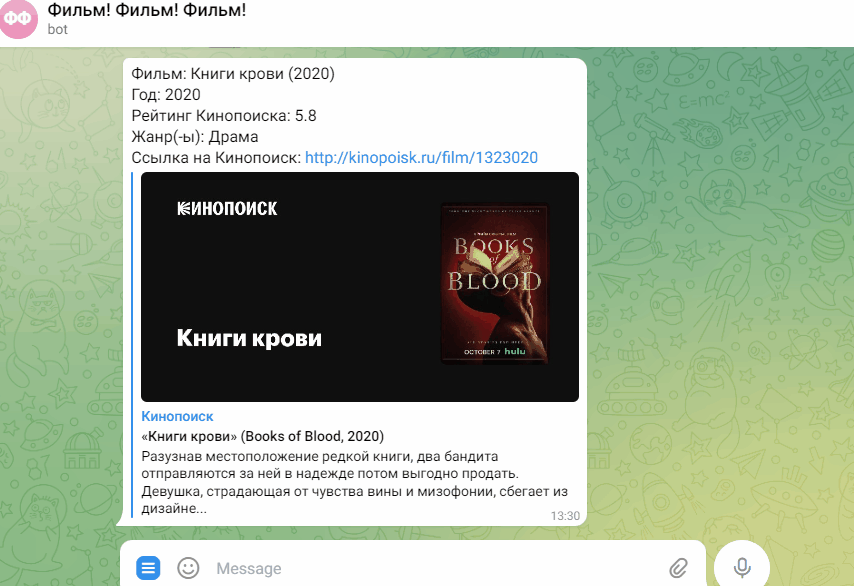 ФФ
Фильм! Фильм! Фильм!
bot
Фильм: Книги крови (2020)
Год: 2020
Рейтинг Кинопоиска: 5.8
Жанр(-ы): Драма
Ссылка на Кинопоиск: http://kinopoisk.ru/film/1323020
КИНОПОИСК
BOOKS
of
BLOOD
OCTOBER 7 hulu
Книги крови
Кинопоиск
«Книги крови» (Books of Blood, 2020)
Разузнав местоположение редкой книги, два бандита
отправляются за ней в надежде потом выгодно продать.
Девушка, страдающая от чувства вины и мизофонии, сбегает из
дизайне...
13:30
Message